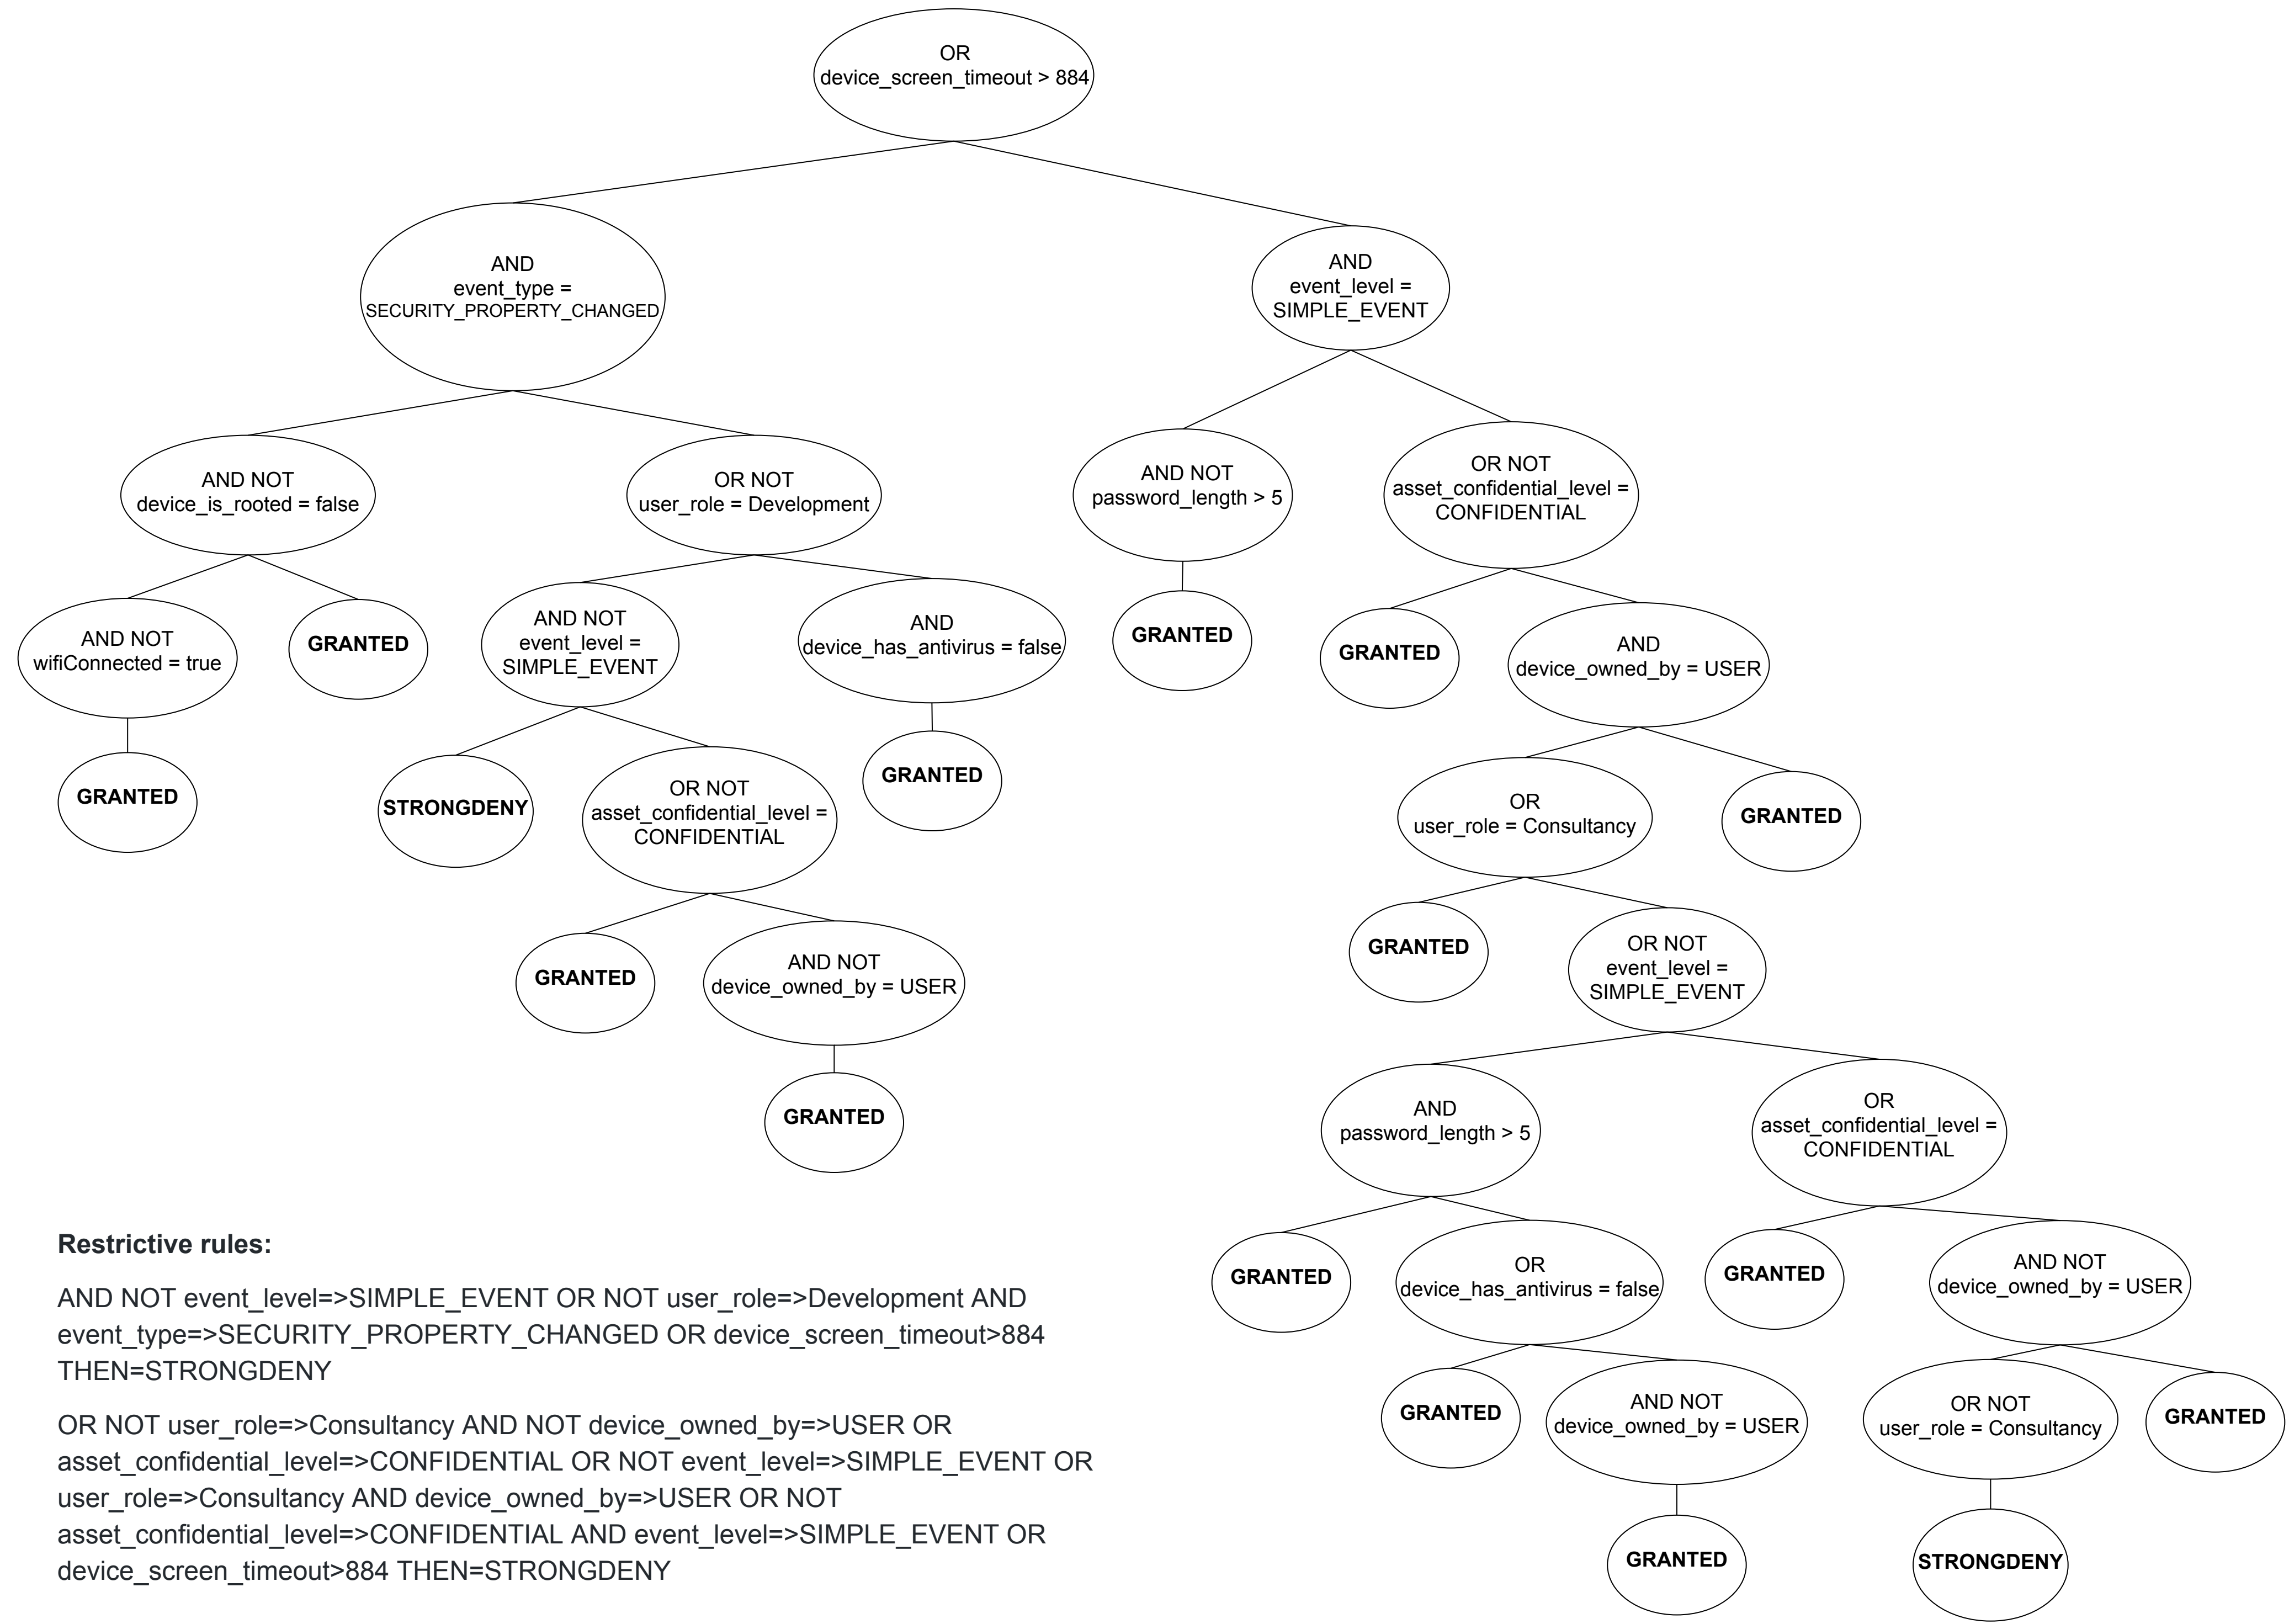 OR
device_screen_timeout > 884
AND
event_type =
SECURITY_PROPERTY_CHANGED
AND
event_level =
SIMPLE_EVENT
AND NOT
device_is_rooted = false
OR NOT
user_role = Development
AND NOT
password_length > 5
OR NOT
asset_confidential_level =
CONFIDENTIAL
AND NOT
wifiConnected = true
GRANTED
AND NOT
event_level =
SIMPLE_EVENT
AND
device_has_antivirus = false
GRANTED
GRANTED
AND
device_owned_by = USER
GRANTED
STRONGDENY
OR NOT
asset_confidential_level =
CONFIDENTIAL
GRANTED
OR
user_role = Consultancy
GRANTED
GRANTED
AND NOT
device_owned_by = USER
GRANTED
OR NOT
event_level =
SIMPLE_EVENT
GRANTED
AND
password_length > 5
OR
asset_confidential_level =
CONFIDENTIAL
GRANTED
OR
device_has_antivirus = false
GRANTED
AND NOT
device_owned_by = USER
GRANTED
AND NOT
device_owned_by = USER
OR NOT
user_role = Consultancy
GRANTED
GRANTED
STRONGDENY
Restrictive rules:
AND NOT event_level=>SIMPLE_EVENT OR NOT user_role=>Development AND
event_type=>SECURITY_PROPERTY_CHANGED OR device_screen_timeout>884
THEN=STRONGDENY
OR NOT user_role=>Consultancy AND NOT device_owned_by=>USER OR
asset_confidential_level=>CONFIDENTIAL OR NOT event_level=>SIMPLE_EVENT OR
user_role=>Consultancy AND device_owned_by=>USER OR NOT
asset_confidential_level=>CONFIDENTIAL AND event_level=>SIMPLE_EVENT OR
device_screen_timeout>884 THEN=STRONGDENY